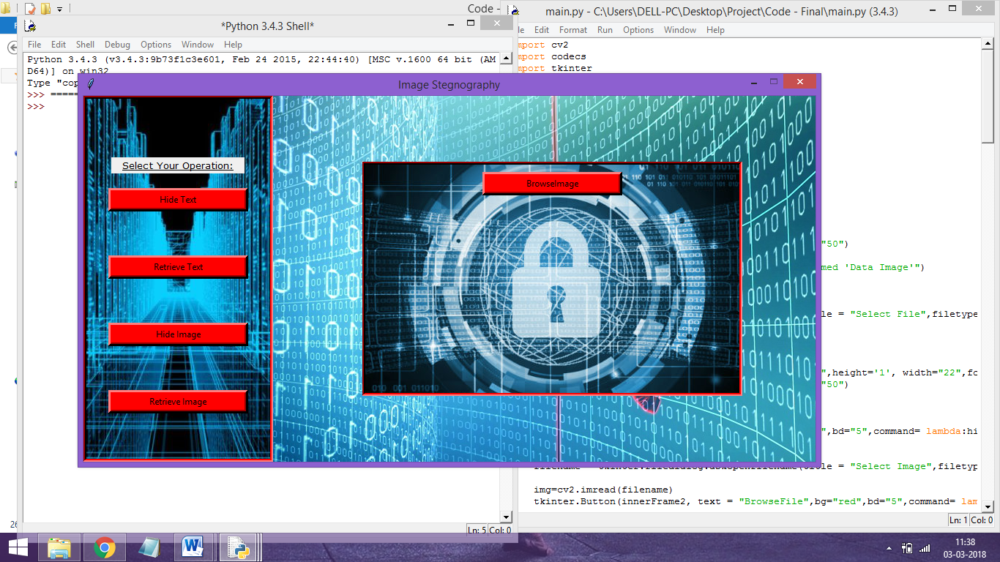 Code -
*Python 3.4.3 Shell*
File Edit Shell Debug Options Window Help
Python 3.4.3 (v3.4.3:9b73f1c3e601, Feb 24 2015, 22:44:40) [MSC v.1600 64 bit (AM
D64)] on win32
Type "cop
>>> =====
>>>
Ln: 5 Col: 0
main.py - C:\Users\DELL-PC\Desktop\Project\Code - Final\main.py (3.4.3)
le Edit Format Run Options Window Help
mport cv2
mport codecs
mport tkinter
"50")
med 'Data Image'")
le = "Select File",filetype
",height='1', width="22",fo
"50")
",bd="5",command= lambda:hi
filename = tkinter.filedialog.askopenfilename(title = "Select Image",filetyp
img=cv2.imread(filename)
tkinter.Button(innerFrame2, text = "BrowseFile",bg="red",bd="5",command= lam
Ln: 1 Col: 0
Image Stegnography
Select Your Operation:
Hide Text
Retrieve Text
Hide Image
Retrieve Image
BrowseImage
26
11:38
03-03-2018